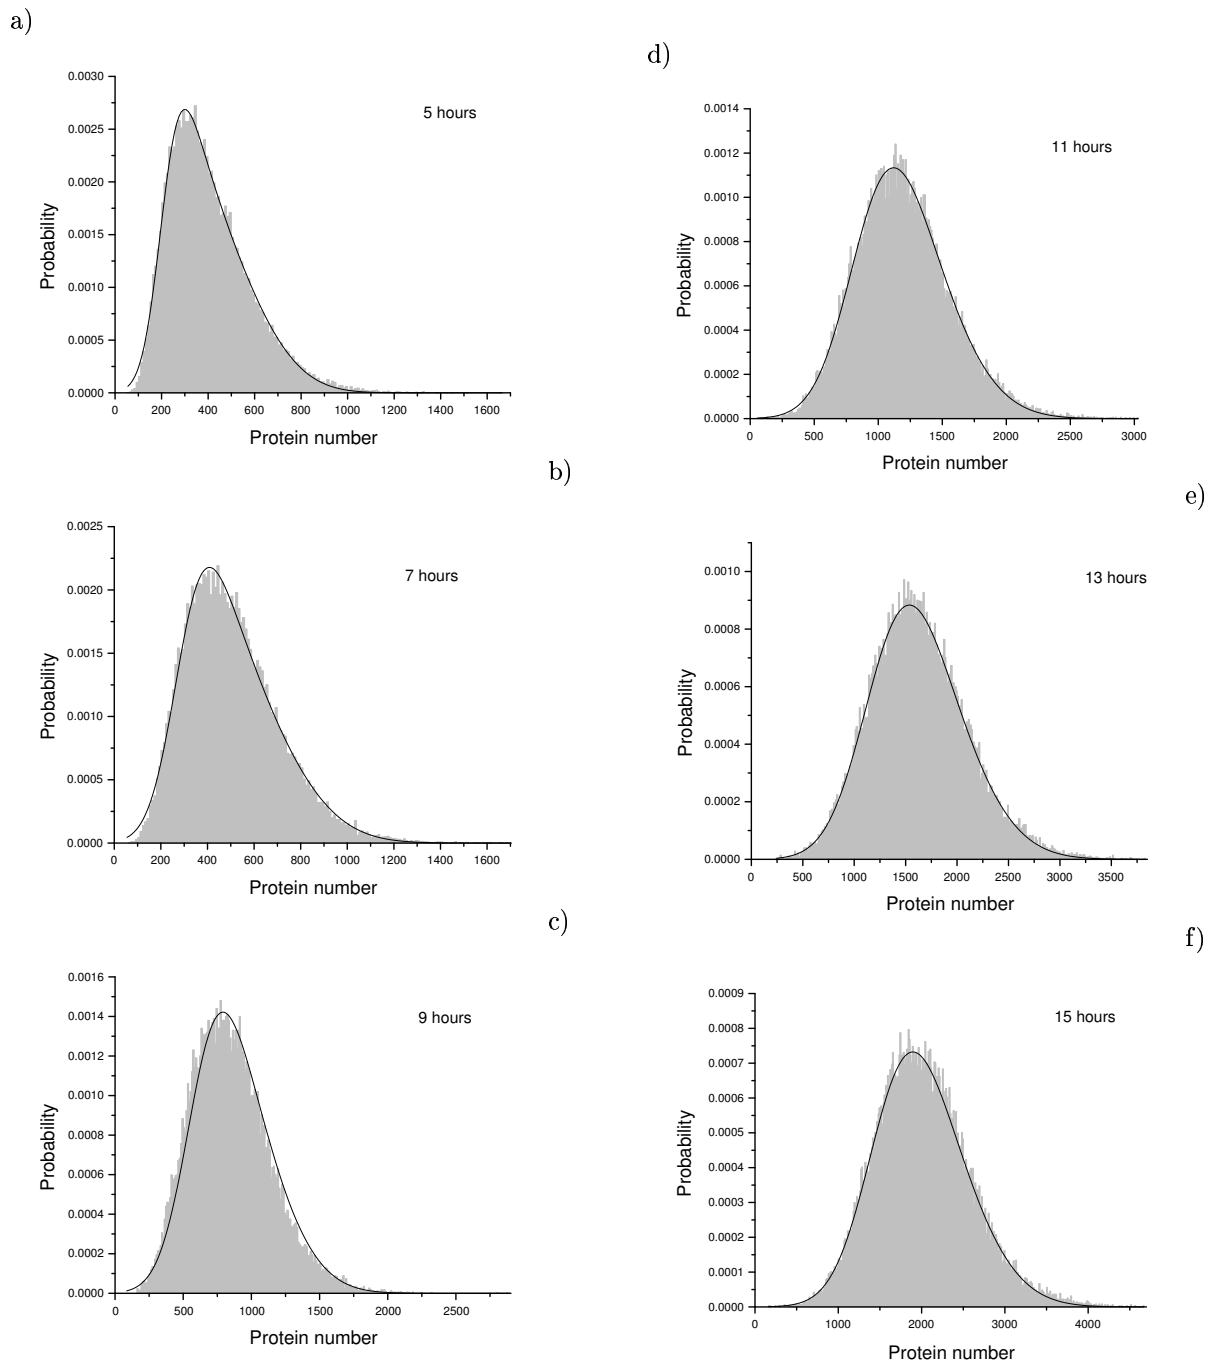 a)
0.0030
0.0025
0.0020
0.0015
0.0010
0.0005
0.0000
Probability
5 hours
0 200 400 600 800 1000 1200 1400 1600
Protein number
b)
0.0025
0.0020
0.0015
0.0010
0.0005
0.0000
Probability
7 hours
0 200 400 600 800 1000 1200 1400 1600
Protein number
c)
0.0016
0.0014
0.0012
0.0010
0.0008
0.0006
0.0004
0.0002
0.0000
Probability
9 hours
0 500 1000 1500 2000 2500
Protein number
d)
0.0014
0.0012
0.0010
0.0008
0.0006
0.0004
0.0002
0.0000
Probability
11 hours
0 500 1000 1500 2000 2500 3000
Protein number
e)
0.0010
0.0008
0.0006
0.0004
0.0002
0.0000
Probability
13 hours
0 500 1000 1500 2000 2500 3000 3500
Protein number
f)
0.0009
0.0008
0.0007
0.0006
0.0005
0.0004
0.0003
0.0002
0.0001
0.0000
Probability
15 hours
0 1000 2000 3000 4000
Protein number